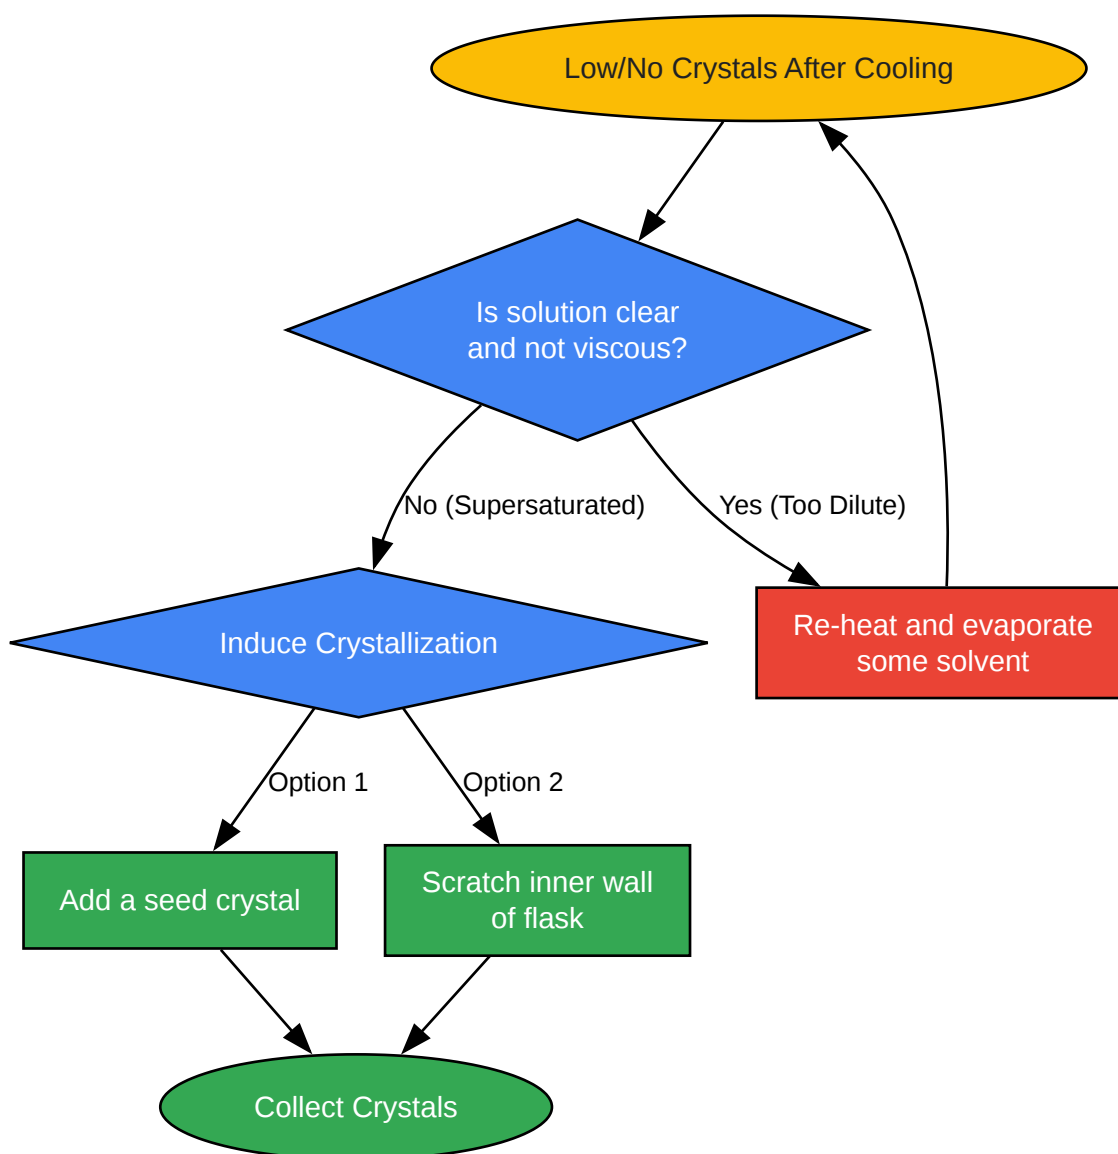 Low/No Crystals After Cooling
Is solution clear
and not viscous?
No (Supersaturated)
Yes (Too Dilute)
Re-heat and evaporate
some solvent
Induce Crystallization
Option 1
Option 2
Add a seed crystal
Scratch inner wall
of flask
Collect Crystals